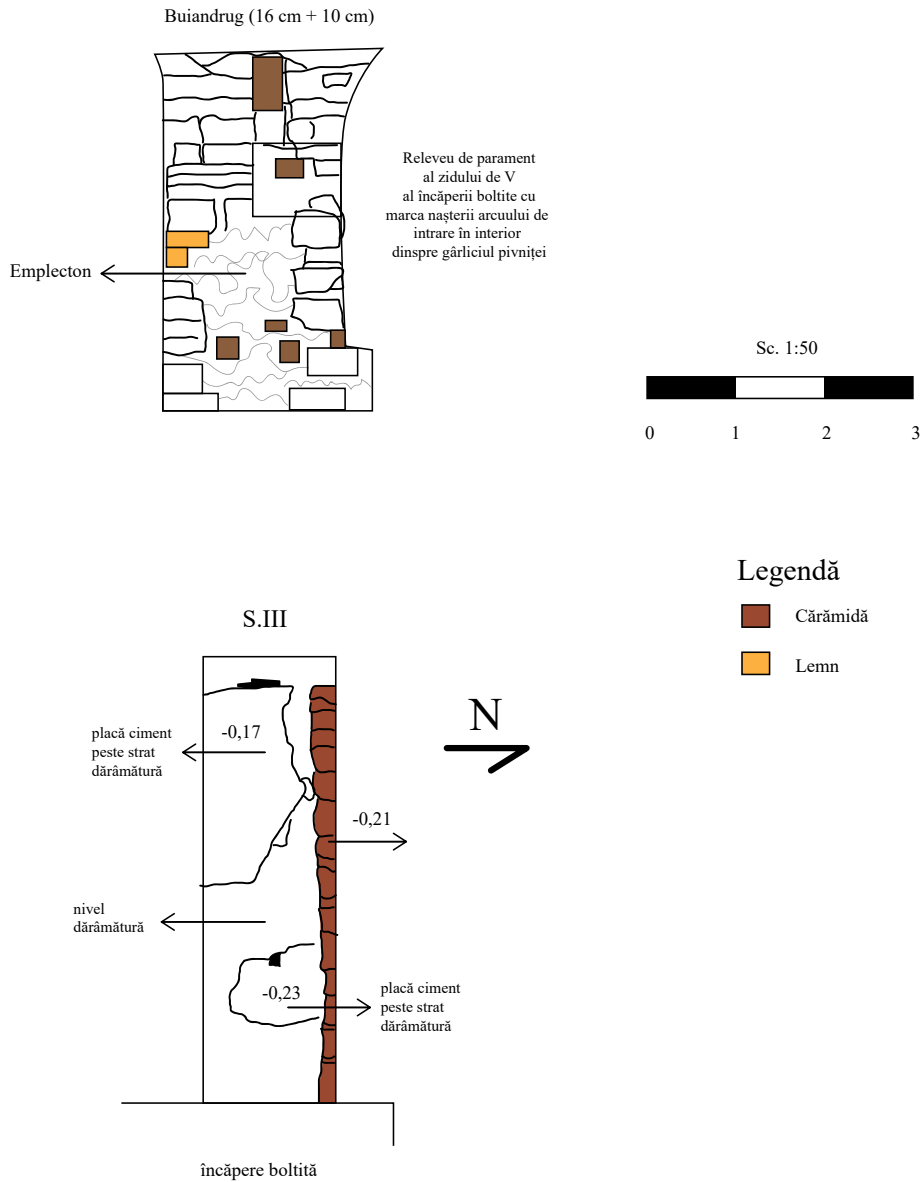 Buiandrug (16 cm + 10 cm)
Releveu de parament
al zidului de V
al încăperii boltite cu
marca nașterii arcuului de
intrare în interior
dinspre gârliciul pivniței
Emplecton
Sc. 1:50
0 1 2 3
Legendă
Cărămidă
Lemn
S.III
N
placă ciment
peste strat
dărâmătură
-0,17
-0,21
nivel
dărâmătură
-0,23
placă ciment
peste strat
dărâmătură
încăpere boltită